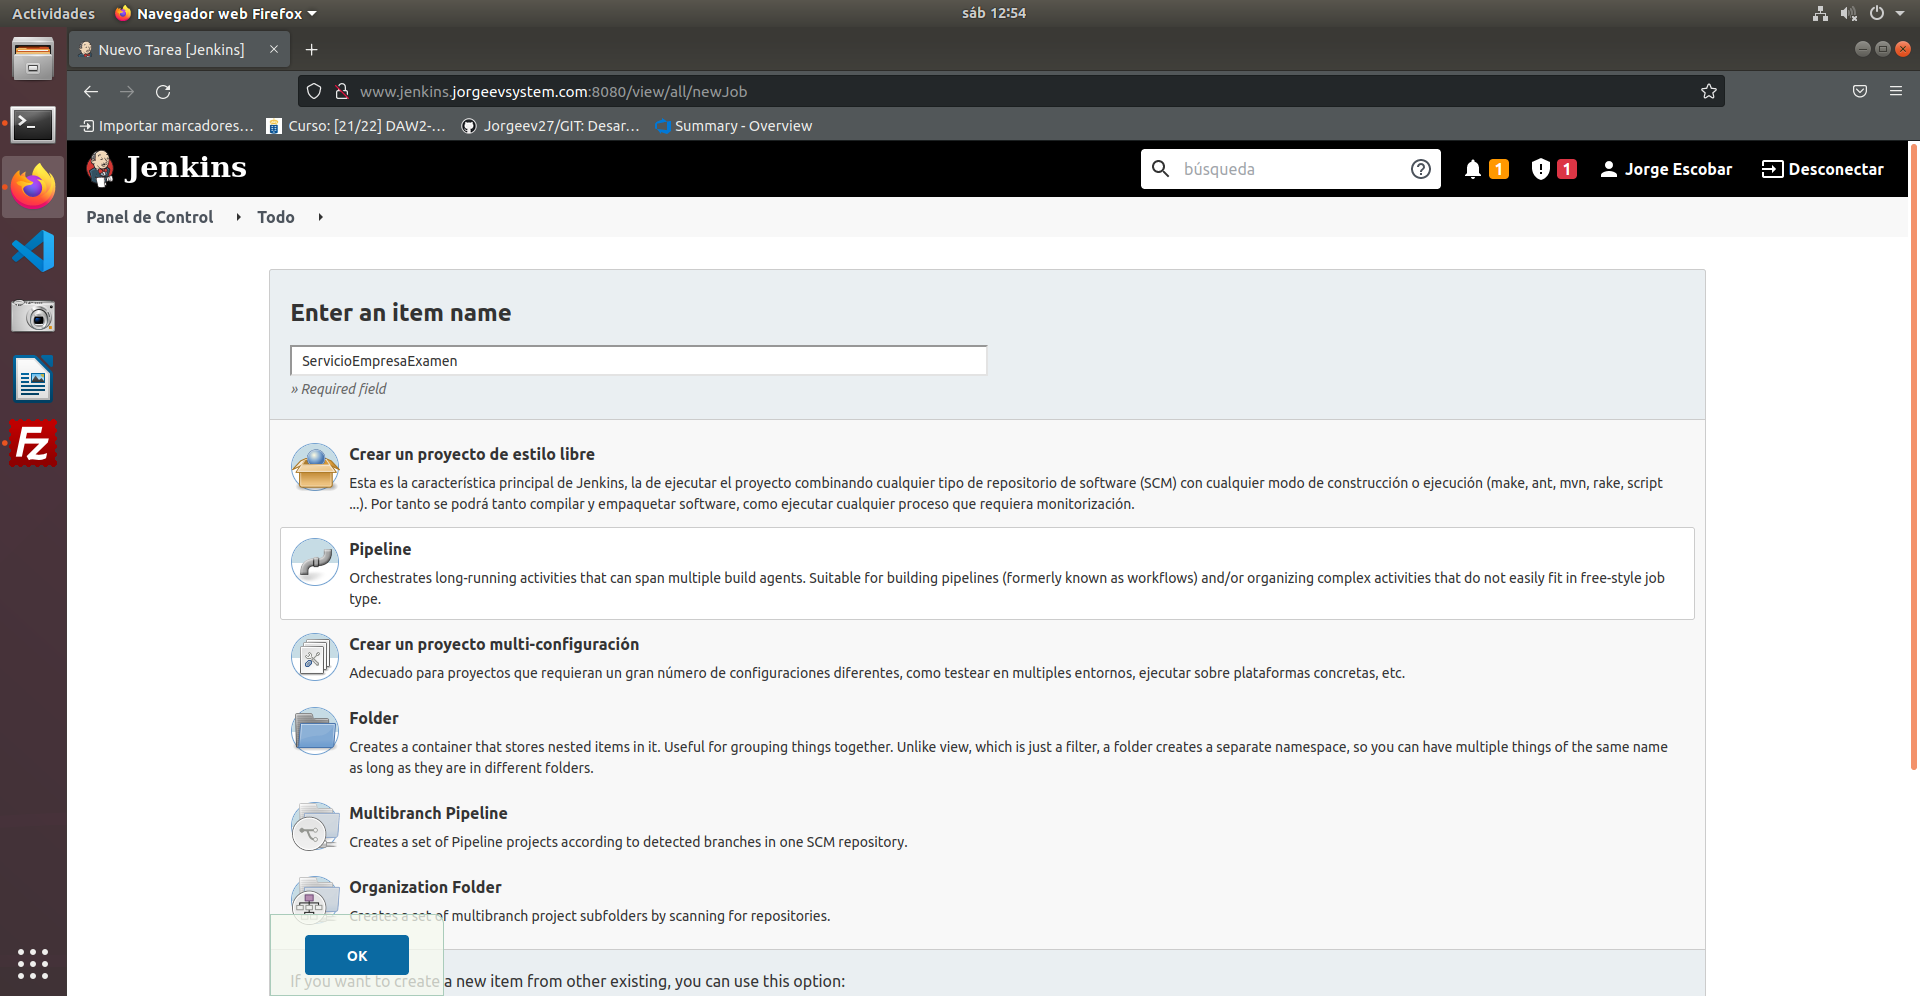 Actividades Navegador web Firefox sáb 12:54
Nuevo Tarea [Jenkins]
www.jenkins.jorgeevsystem.com:8080/view/all/newJob
Importar marcadores... Curso: [21/22] DAW2-... Jorgeev27/GIT: Desar... Summary - Overview
Jenkins búsqueda 1 1 Jorge Escobar Desconectar
Panel de Control Todo
Enter an item name
ServicioEmpresaExamen
» Required field
Crear un proyecto de estilo libre
Esta es la característica principal de Jenkins, la de ejecutar el proyecto combinando cualquier tipo de repositorio de software (SCM) con cualquier modo de construcción o ejecución (make, ant, mvn, rake, script
...). Por tanto se podrá tanto compilar y empaquetar software, como ejecutar cualquier proceso que requiera monitorización.
Pipeline
Orchestrates long-running activities that can span multiple build agents. Suitable for building pipelines (formerly known as workflows) and/or organizing complex activities that do not easily fit in free-style job
type.
Crear un proyecto multi-configuración
Adecuado para proyectos que requieran un gran número de configuraciones diferentes, como testear en multiples entornos, ejecutar sobre plataformas concretas, etc.
Folder
Creates a container that stores nested items in it. Useful for grouping things together. Unlike view, which is just a filter, a folder creates a separate namespace, so you can have multiple things of the same name
as long as they are in different folders.
Multibranch Pipeline
Creates a set of Pipeline projects according to detected branches in one SCM repository.
Organization Folder
Creates a set of multibranch project subfolders by scanning for repositories.
OK
If you want to create a new item from other existing, you can use this option:
Fz